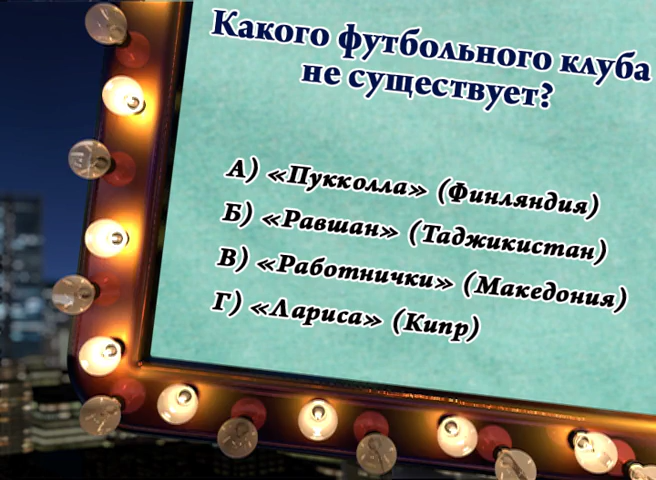 Какого футбольного клуба
не существует?
А) «Пукколла» (Финляндия)
Б) «Равшан» (Таджикистан)
В) «Работнички» (Македония)
Г) «Лариса» (Кипр)